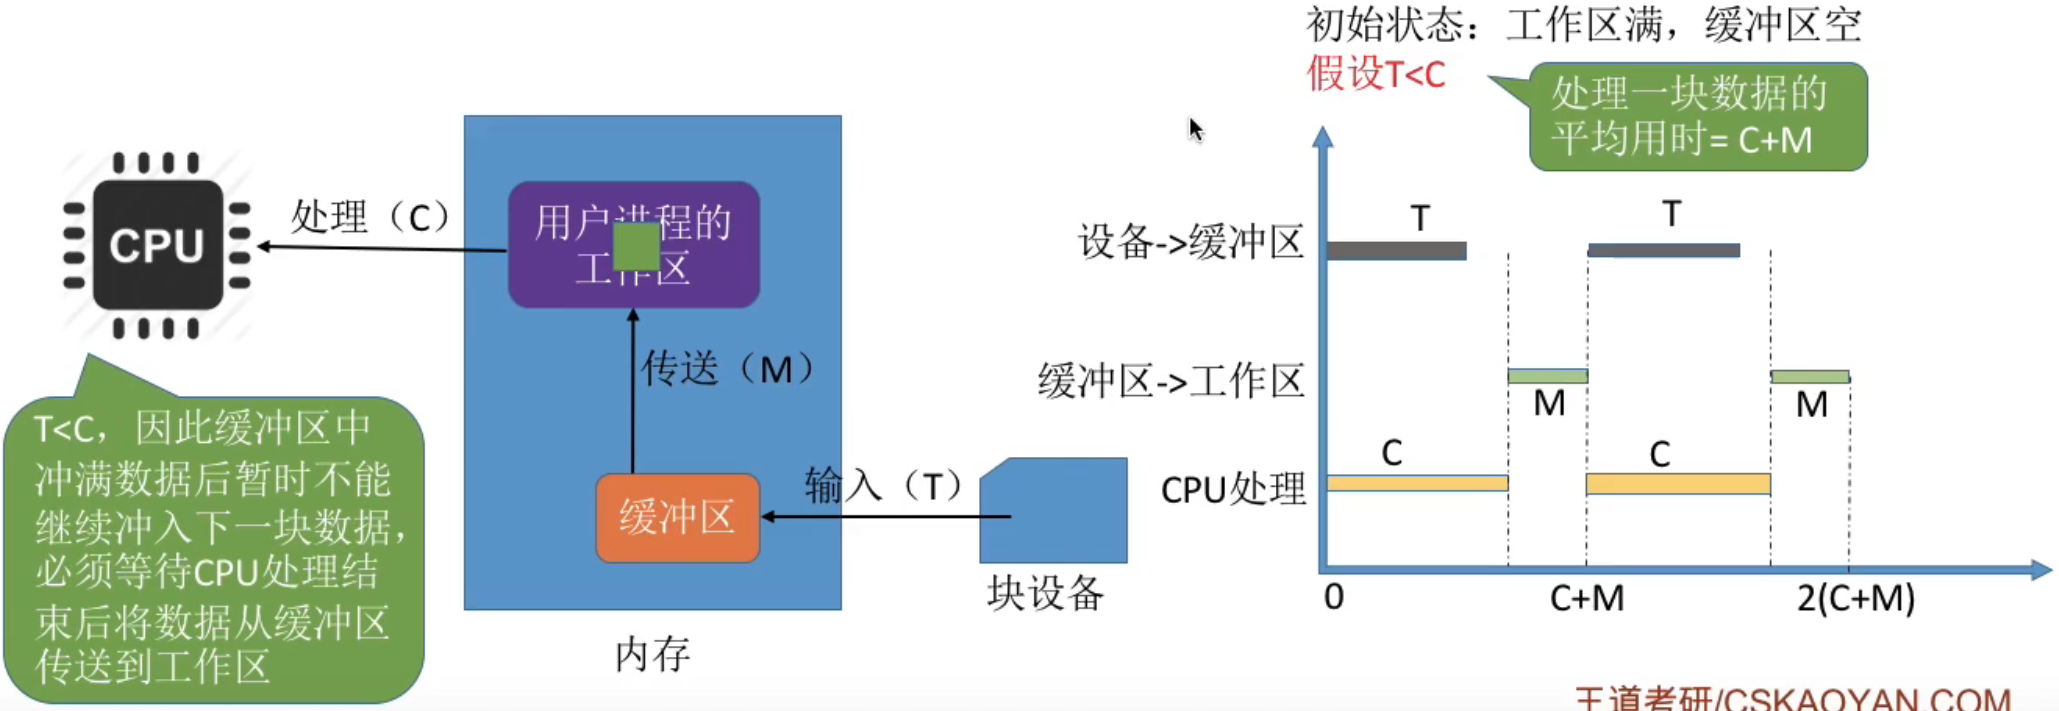 初始状态：工作区满，缓冲区空
假设T<C
处理一块数据的
平均用时= C+M
CPU
处理（C）
用户进程的
工作区
传送（M）
缓冲区
输入（T）
块设备
内存
T<C，因此缓冲区中
冲满数据后暂时不能
继续冲入下一块数据，
必须等待CPU处理结
束后将数据从缓冲区
传送到工作区
设备->缓冲区
T
T
缓冲区->工作区
M
M
CPU处理
C
C
0
C+M
2(C+M)
王道考研/CSKAOYAN.COM